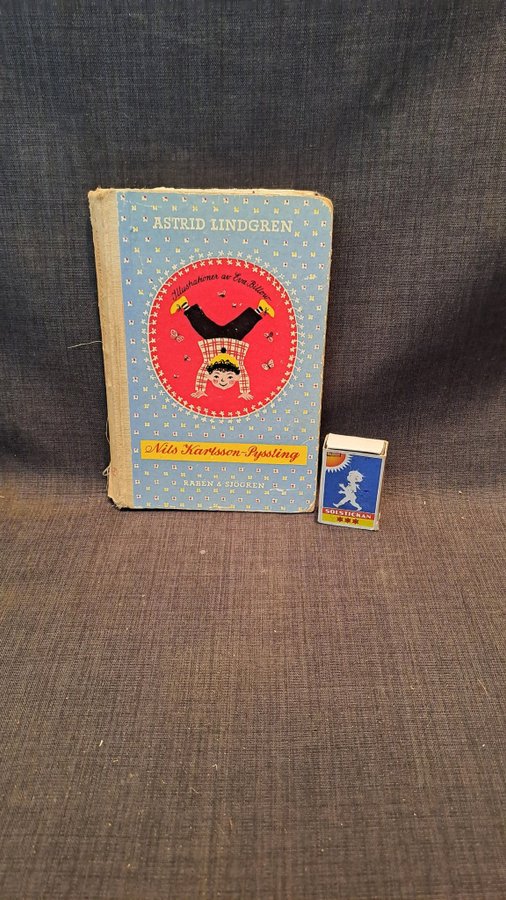 ASTRID LINDGREN
Illustrationer av Eva Billow
Nils Karlsson-Pyssling
RABÉN & SJÖGREN
SOLSTICKAN